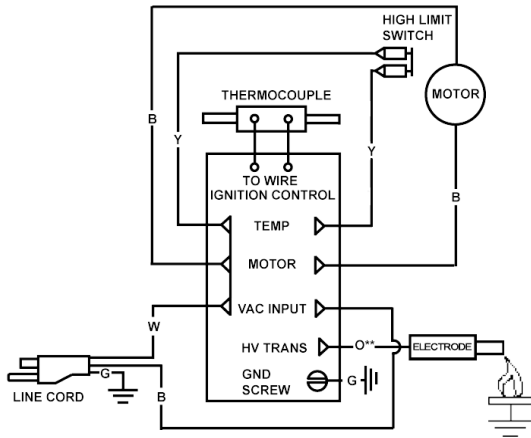 HIGH LIMIT
SWITCH
THERMOCOUPLE
MOTOR
B
Y
Y
B
TO WIRE
IGNITION CONTROL
TEMP
MOTOR
VAC INPUT
W
HV TRANS
O**
ELECTRODE
GND
SCREW
G
G
LINE CORD
B